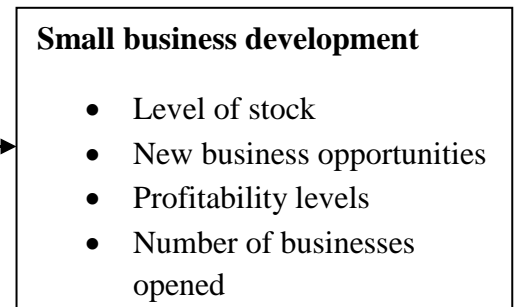 Small business development
• Level of stock
• New business opportunities
• Profitability levels
• Number of businesses
opened